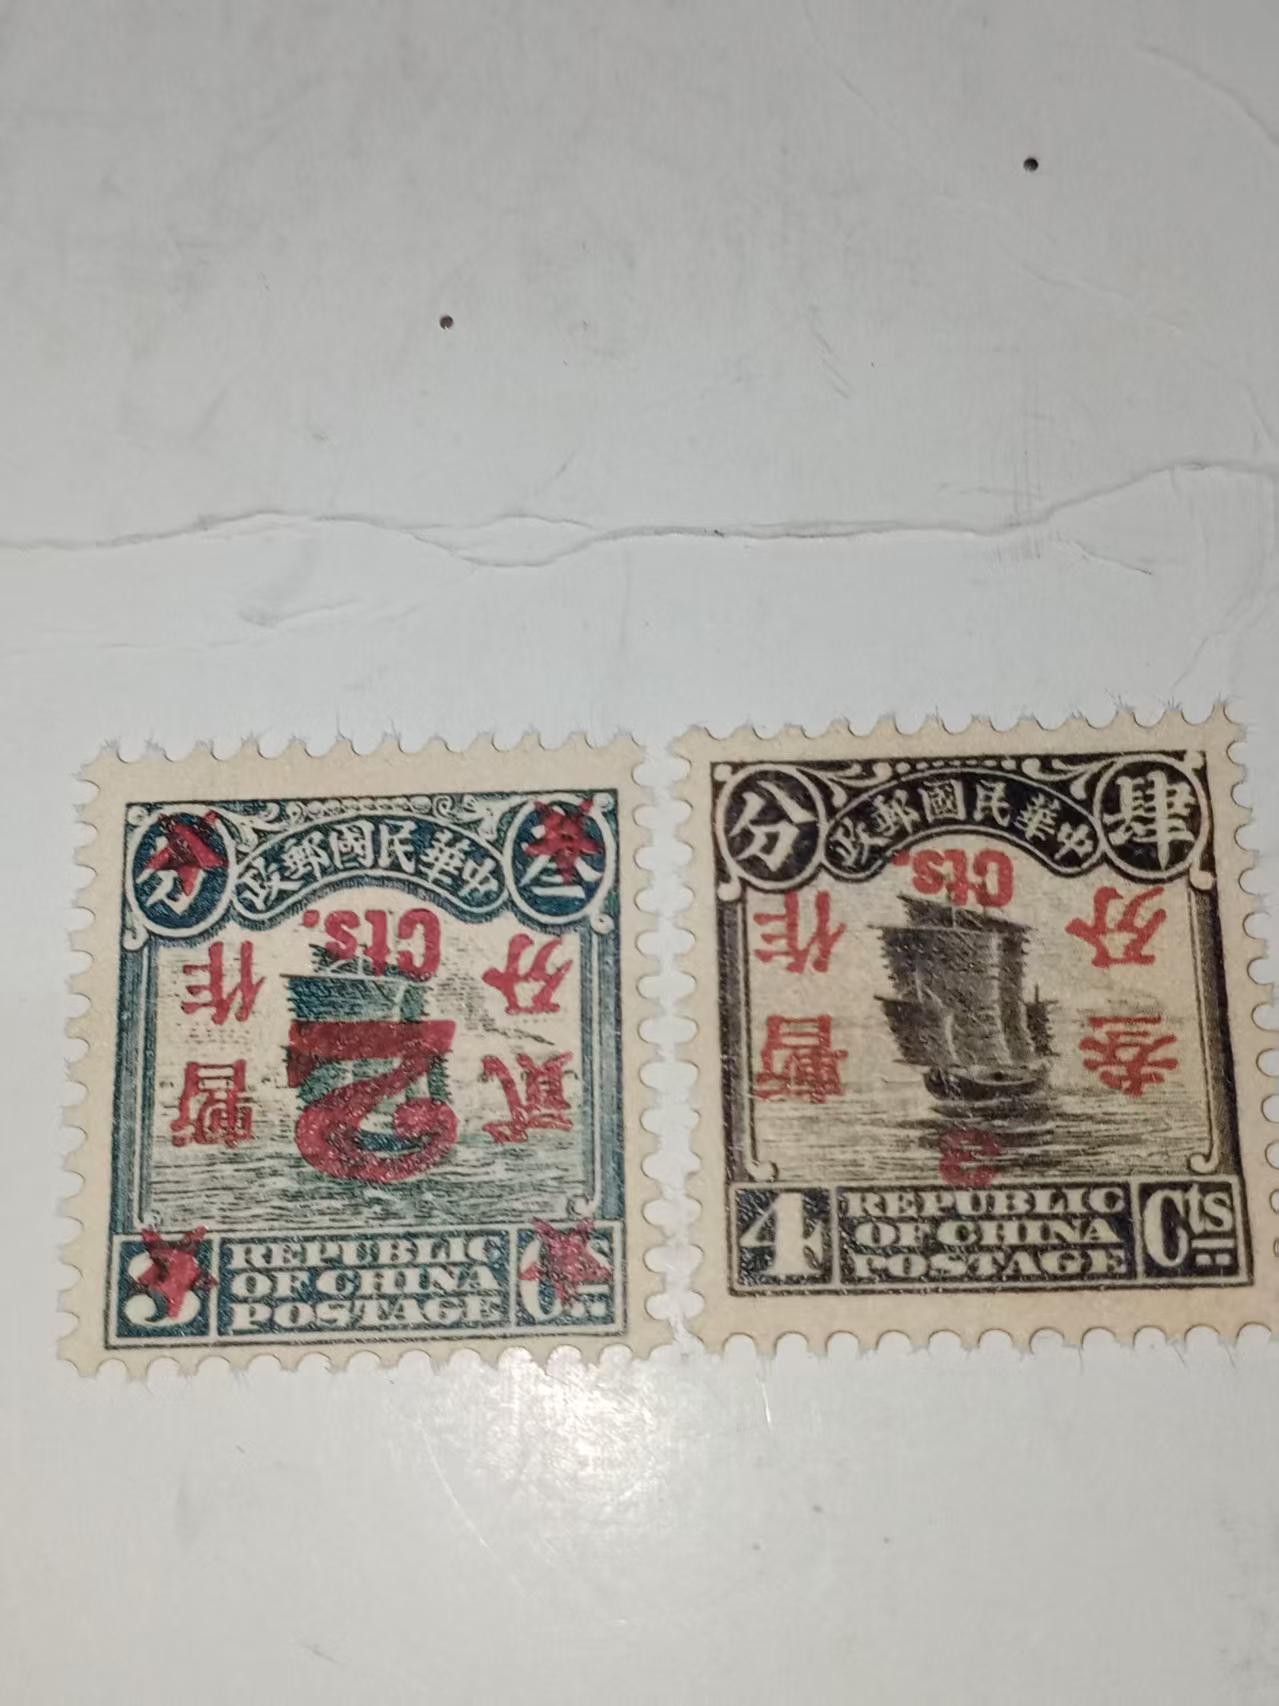 分 中華民國郵政 叁
Cts.
作 分
暫 貳
2
3 REPUBLIC Cts
OF CHINA
POSTAGE
分 中華民國郵政 肆
Cts.
作 分
暫 叁
3
4 REPUBLIC Cts
OF CHINA
POSTAGE